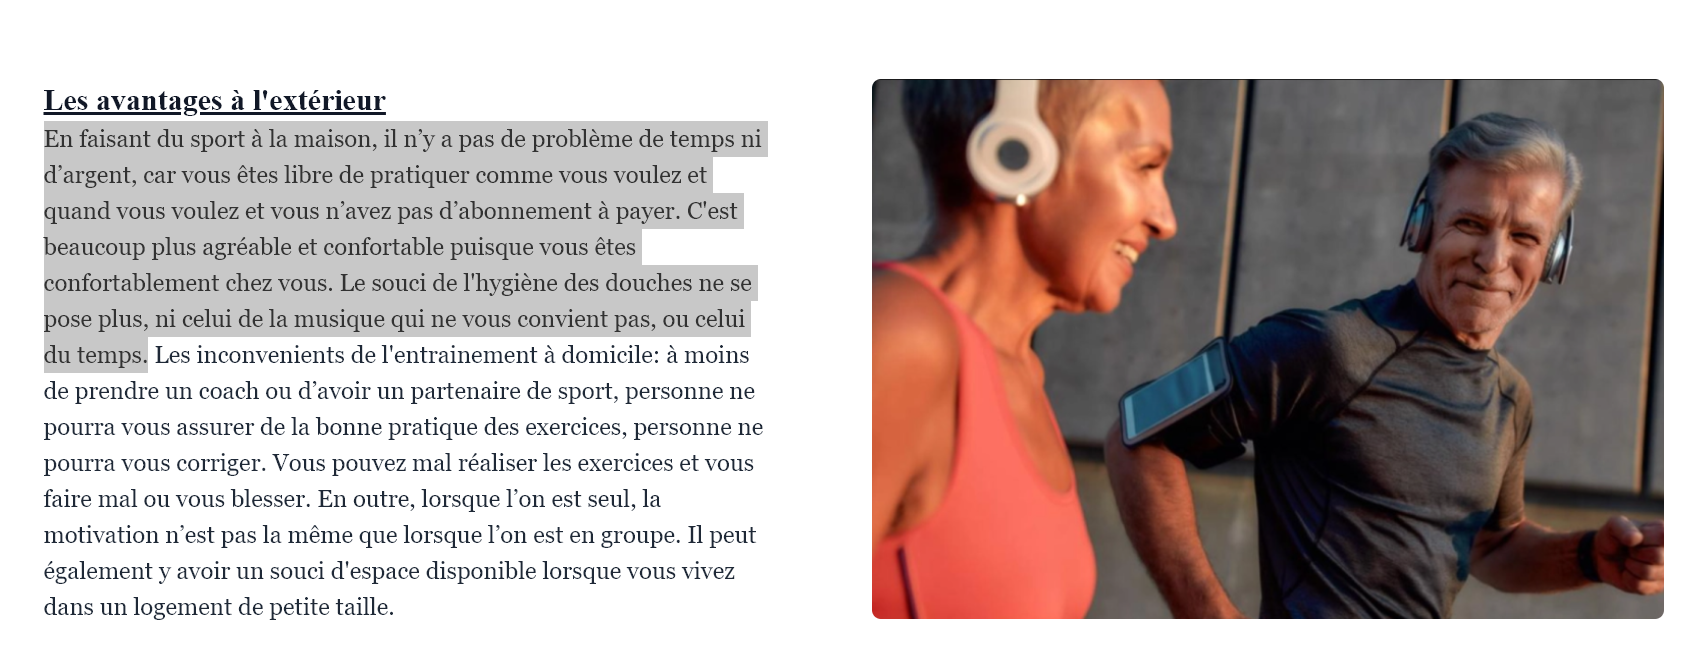 Les avantages à l'extérieur
En faisant du sport à la maison, il n’y a pas de problème de temps ni
d’argent, car vous êtes libre de pratiquer comme vous voulez et
quand vous voulez et vous n’avez pas d’abonnement à payer. C'est
beaucoup plus agréable et confortable puisque vous êtes
confortablement chez vous. Le souci de l'hygiène des douches ne se
pose plus, ni celui de la musique qui ne vous convient pas, ou celui
du temps. Les inconvenients de l'entrainement à domicile: à moins
de prendre un coach ou d’avoir un partenaire de sport, personne ne
pourra vous assurer de la bonne pratique des exercices, personne ne
pourra vous corriger. Vous pouvez mal réaliser les exercices et vous
faire mal ou vous blesser. En outre, lorsque l’on est seul, la
motivation n’est pas la même que lorsque l’on est en groupe. Il peut
également y avoir un souci d'espace disponible lorsque vous vivez
dans un logement de petite taille.